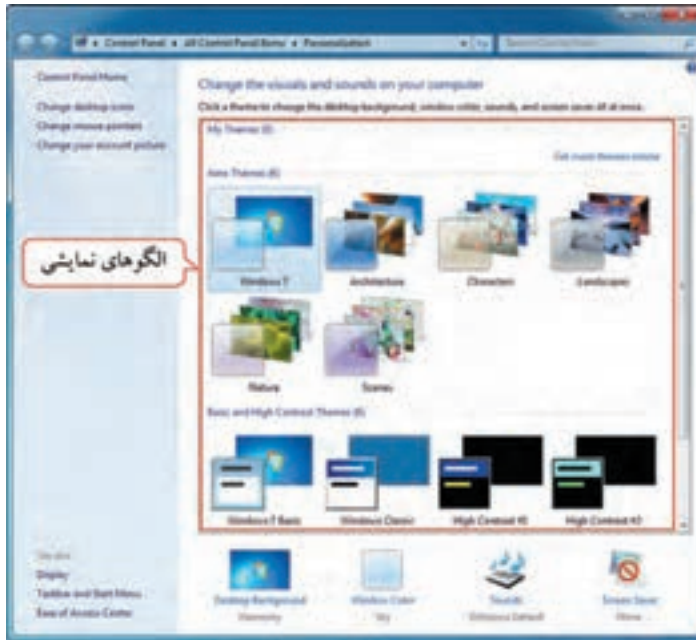 Control Panel ▸ All Control Panel Items ▸ Personalization
Control Panel Home
Change desktop icons
Change mouse pointers
Change your account picture
Change the visuals and sounds on your computer
Click a theme to change the desktop background, window color, sounds, and screen saver all at once.
My Themes (0)
Get more themes online
Aero Themes (6)
Windows 7
Architecture
Characters
Landscapes
الگوهای نمایشی
Nature
Scenes
Basic and High Contrast Themes (6)
Windows 7 Basic
Windows Classic
High Contrast #1
High Contrast #2
See also
Display
Taskbar and Start Menu
Ease of Access Center
Desktop Background
Harmony
Window Color
Sky
Sounds
Windows Default
Screen Saver
None